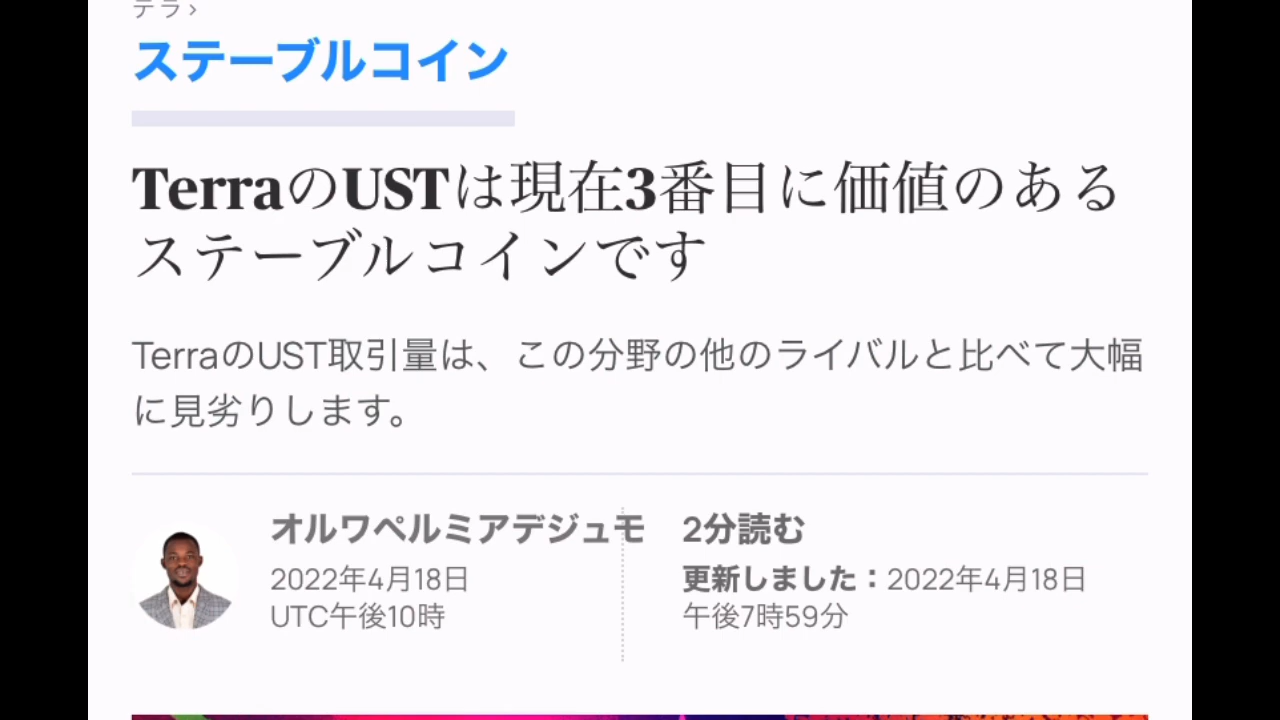 テラ›
ステーブルコイン
TerraのUSTは現在3番目に価値のある
ステーブルコインです
TerraのUST取引量は、この分野の他のライバルと比べて大幅
に見劣りします。
オルワペルミアデジュモ
2022年4月18日
UTC午後10時
2分読む
更新しました：2022年4月18日
午後7時59分